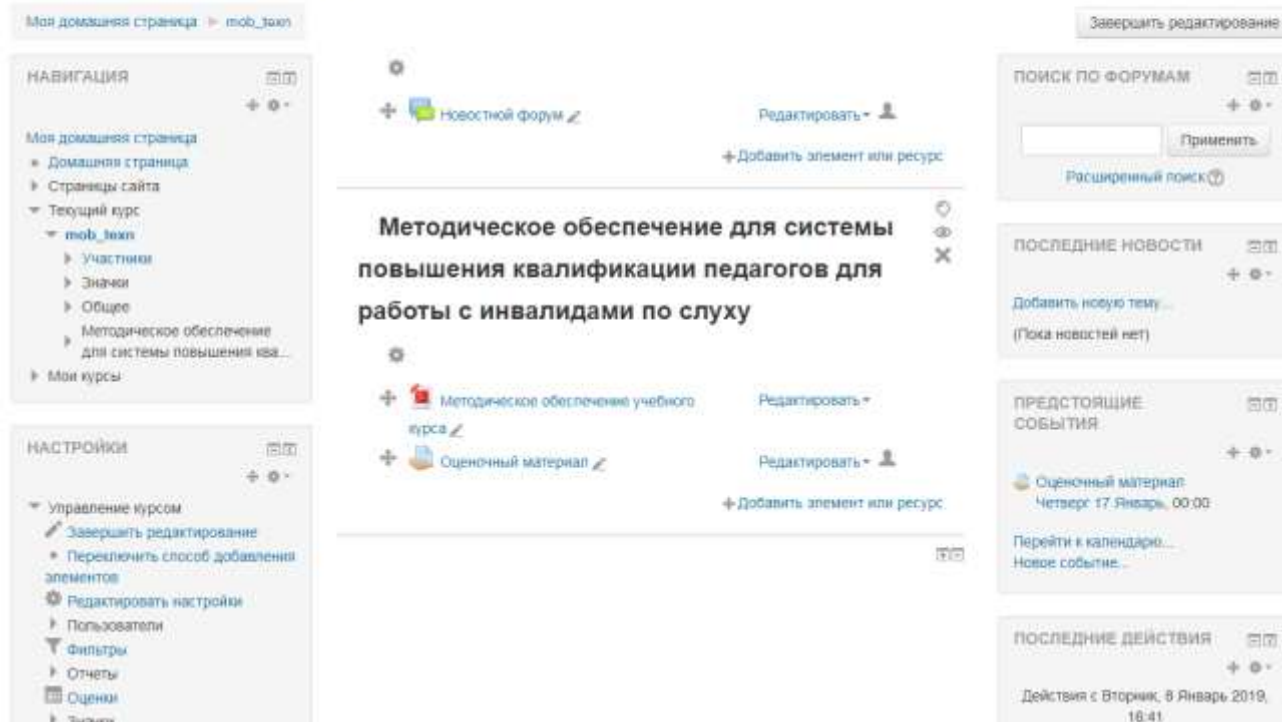 Моя домашняя страница ► mob_texn
Завершить редактирование
НАВИГАЦИЯ
Моя домашняя страница
Домашняя страница
Страницы сайта
Текущий курс
mob_texn
Участники
Значки
Общее
Методическое обеспечение
для системы повышения ква...
Мои курсы
НАСТРОЙКИ
Управление курсом
Завершить редактирование
Переключить способ добавления
элементов
Редактировать настройки
Пользователи
Фильтры
Отчеты
Оценки
Значки
Новостной форум
Редактировать
Добавить элемент или ресурс
Методическое обеспечение для системы
повышения квалификации педагогов для
работы с инвалидами по слуху
Методическое обеспечение учебного
курса
Редактировать
Оценочный материал
Редактировать
Добавить элемент или ресурс
ПОИСК ПО ФОРУМАМ
Применить
Расширенный поиск
ПОСЛЕДНИЕ НОВОСТИ
Добавить новую тему...
(Пока новостей нет)
ПРЕДСТОЯЩИЕ
СОБЫТИЯ
Оценочный материал
Четверг 17 Январь, 00:00
Перейти к календарю...
Новое событие...
ПОСЛЕДНИЕ ДЕЙСТВИЯ
Действия с Вторник, 8 Январь 2019,
16:41